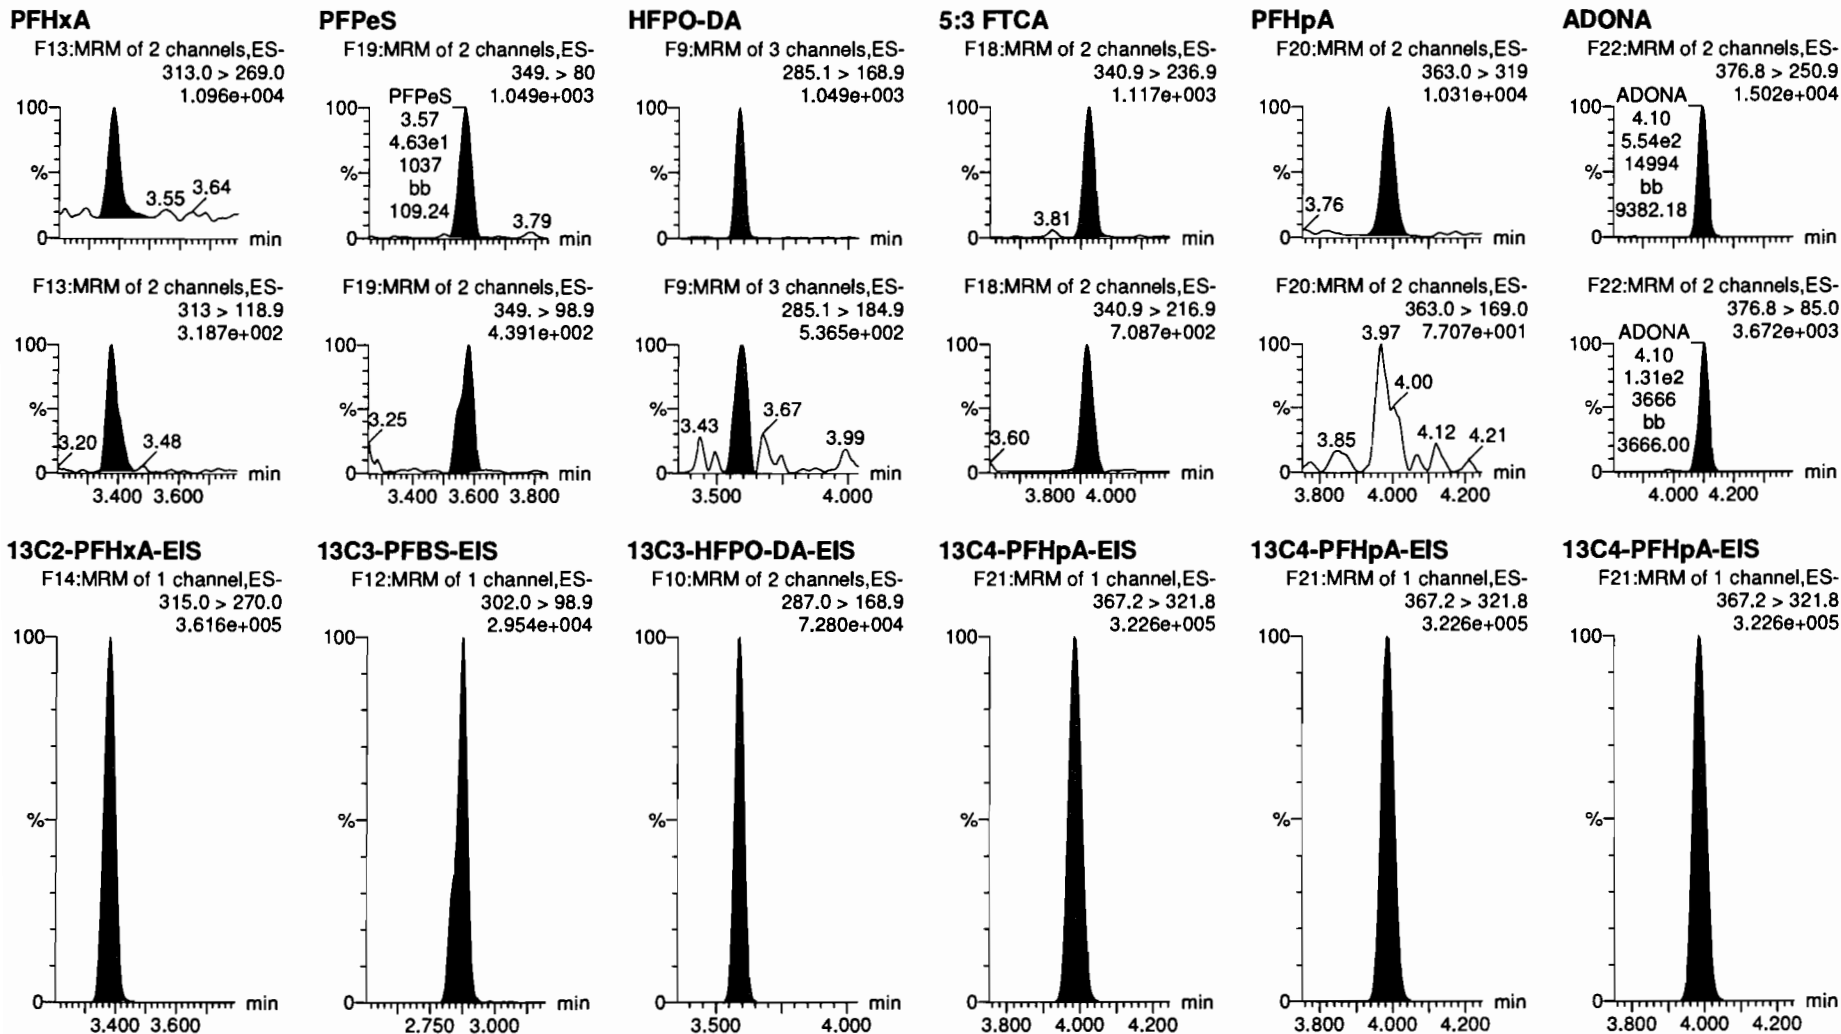 PFHxA
F13:MRM of 2 channels,ES-
313.0 > 269.0
1.096e+004
100
%
3.55
3.64
0
min
PFPeS
F19:MRM of 2 channels,ES-
349. > 80
1.049e+003
PFPeS
3.57
4.63e1
1037
bb
109.24
100
%
3.79
0
min
HFPO-DA
F9:MRM of 3 channels,ES-
285.1 > 168.9
1.049e+003
100
%
0
min
5:3 FTCA
F18:MRM of 2 channels,ES-
340.9 > 236.9
1.117e+003
100
%
3.81
0
min
PFHpA
F20:MRM of 2 channels,ES-
363.0 > 319
1.031e+004
100
%
3.76
0
min
ADONA
F22:MRM of 2 channels,ES-
376.8 > 250.9
1.502e+004
ADONA
4.10
5.54e2
14994
bb
9382.18
100
%
0
min
F13:MRM of 2 channels,ES-
313 > 118.9
3.187e+002
100
%
3.20
3.48
0
min
3.400 3.600
F19:MRM of 2 channels,ES-
349. > 98.9
4.391e+002
100
%
3.25
0
min
3.400 3.600 3.800
F9:MRM of 3 channels,ES-
285.1 > 184.9
5.365e+002
100
%
3.43
3.67
3.99
0
min
3.500 4.000
F18:MRM of 2 channels,ES-
340.9 > 216.9
7.087e+002
100
%
3.60
0
min
3.800 4.000
F20:MRM of 2 channels,ES-
363.0 > 169.0
3.97 7.707e+001
100
%
4.00
3.85
4.12
4.21
0
min
3.800 4.000 4.200
F22:MRM of 2 channels,ES-
376.8 > 85.0
3.672e+003
ADONA
4.10
1.31e2
3666
bb
3666.00
100
%
0
min
4.000 4.200
13C2-PFHxA-EIS
F14:MRM of 1 channel,ES-
315.0 > 270.0
3.616e+005
100
%
0
min
3.400 3.600
13C3-PFBS-EIS
F12:MRM of 1 channel,ES-
302.0 > 98.9
2.954e+004
100
%
0
min
2.750 3.000
13C3-HFPO-DA-EIS
F10:MRM of 2 channels,ES-
287.0 > 168.9
7.280e+004
100
%
0
min
3.500 4.000
13C4-PFHpA-EIS
F21:MRM of 1 channel,ES-
367.2 > 321.8
3.226e+005
100
%
0
min
3.800 4.000 4.200
13C4-PFHpA-EIS
F21:MRM of 1 channel,ES-
367.2 > 321.8
3.226e+005
100
%
0
min
3.800 4.000 4.200
13C4-PFHpA-EIS
F21:MRM of 1 channel,ES-
367.2 > 321.8
3.226e+005
100
%
0
min
3.800 4.000 4.200